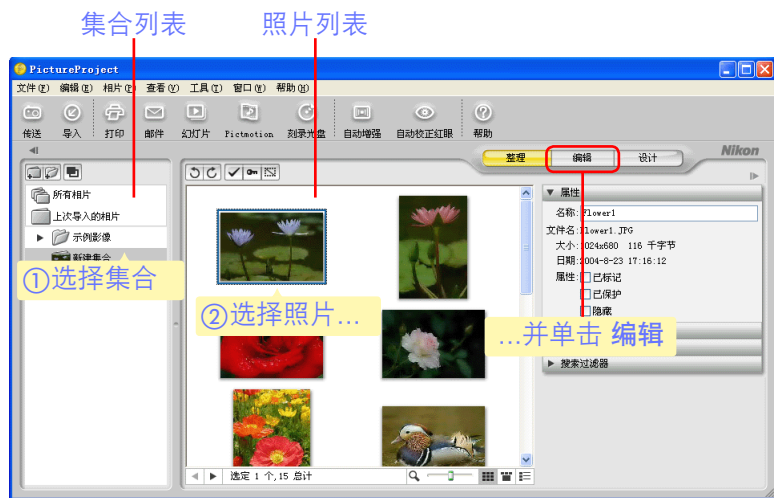 集合列表
照片列表
PictureProject
文件(F) 编辑(E) 相片(P) 查看(V) 工具(T) 窗口(W) 帮助(H)
传送 导入 打印 邮件 幻灯片 Pictmotion 刻录光盘 自动增强 自动校正红眼 帮助
整理 编辑 设计
Nikon
所有相片
上次导入的相片
示例影像
新建集合
①选择集合
②选择照片...
属性
名称: Flower1
文件名: Flower1.JPG
大小: 1024x680 116 千字节
日期: 2004-8-23 17:16:12
属性: 已标记
已保护
隐藏
...并单击 编辑
搜索过滤器
选定 1 个,15 总计